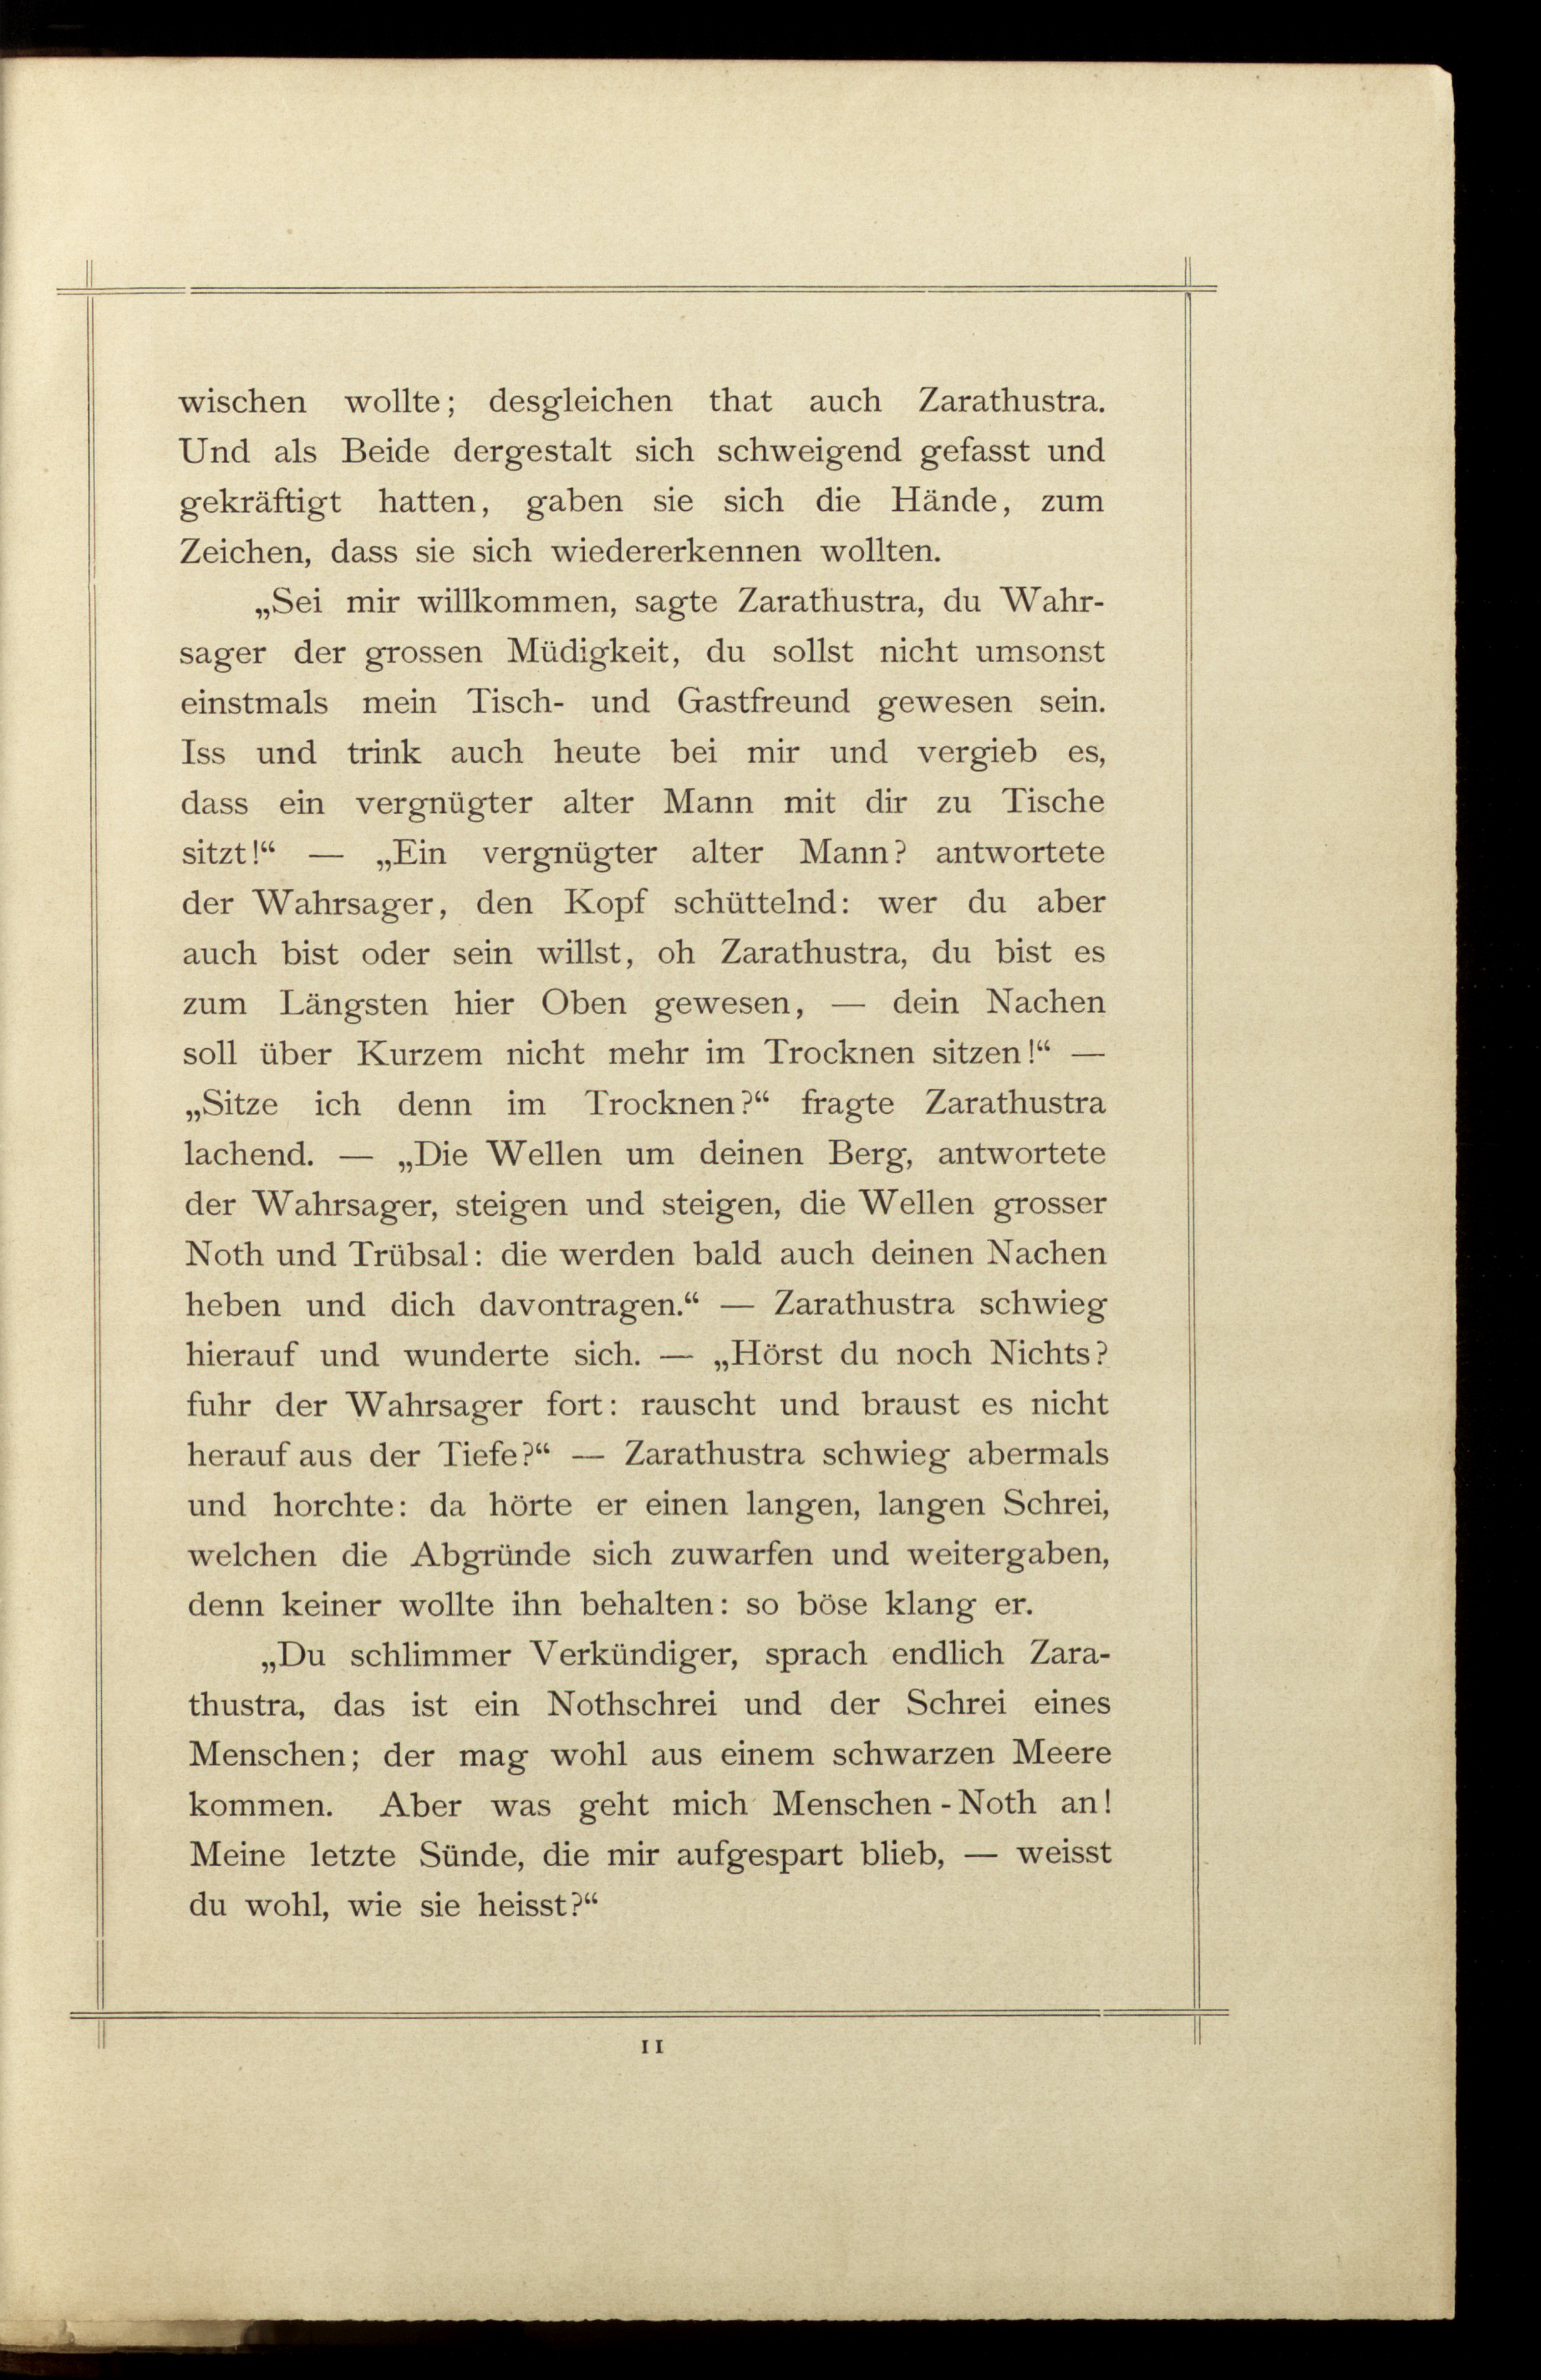 wischen wollte; desgleichen that auch Zarathustra.
Und als Beide dergestalt sich schweigend gefasst und
gekräftigt hatten, gaben sie sich die Hände, zum
Zeichen, dass sie sich wiedererkennen wollten.
„Sei mir willkommen, sagte Zarathustra, du Wahr-
sager der grossen Müdigkeit, du sollst nicht umsonst
einstmals mein Tisch- und Gastfreund gewesen sein.
Iss und trink auch heute bei mir und vergieb es,
dass ein vergnügter alter Mann mit dir zu Tische
sitzt!“ — „Ein vergnügter alter Mann? antwortete
der Wahrsager, den Kopf schüttelnd: wer du aber
auch bist oder sein willst, oh Zarathustra, du bist es
zum Längsten hier Oben gewesen, — dein Nachen
soll über Kurzem nicht mehr im Trocknen sitzen!“ —
„Sitze ich denn im Trocknen?“ fragte Zarathustra
lachend. — „Die Wellen um deinen Berg, antwortete
der Wahrsager, steigen und steigen, die Wellen grosser
Noth und Trübsal: die werden bald auch deinen Nachen
heben und dich davontragen.“ — Zarathustra schwieg
hierauf und wunderte sich. — „Hörst du noch Nichts?
fuhr der Wahrsager fort: rauscht und braust es nicht
herauf aus der Tiefe?“ — Zarathustra schwieg abermals
und horchte: da hörte er einen langen, langen Schrei,
welchen die Abgründe sich zuwarfen und weitergaben,
denn keiner wollte ihn behalten: so böse klang er.
„Du schlimmer Verkündiger, sprach endlich Zara-
thustra, das ist ein Nothschrei und der Schrei eines
Menschen; der mag wohl aus einem schwarzen Meere
kommen. Aber was geht mich Menschen-Noth an!
Meine letzte Sünde, die mir aufgespart blieb, — weisst
du wohl, wie sie heisst?“
11